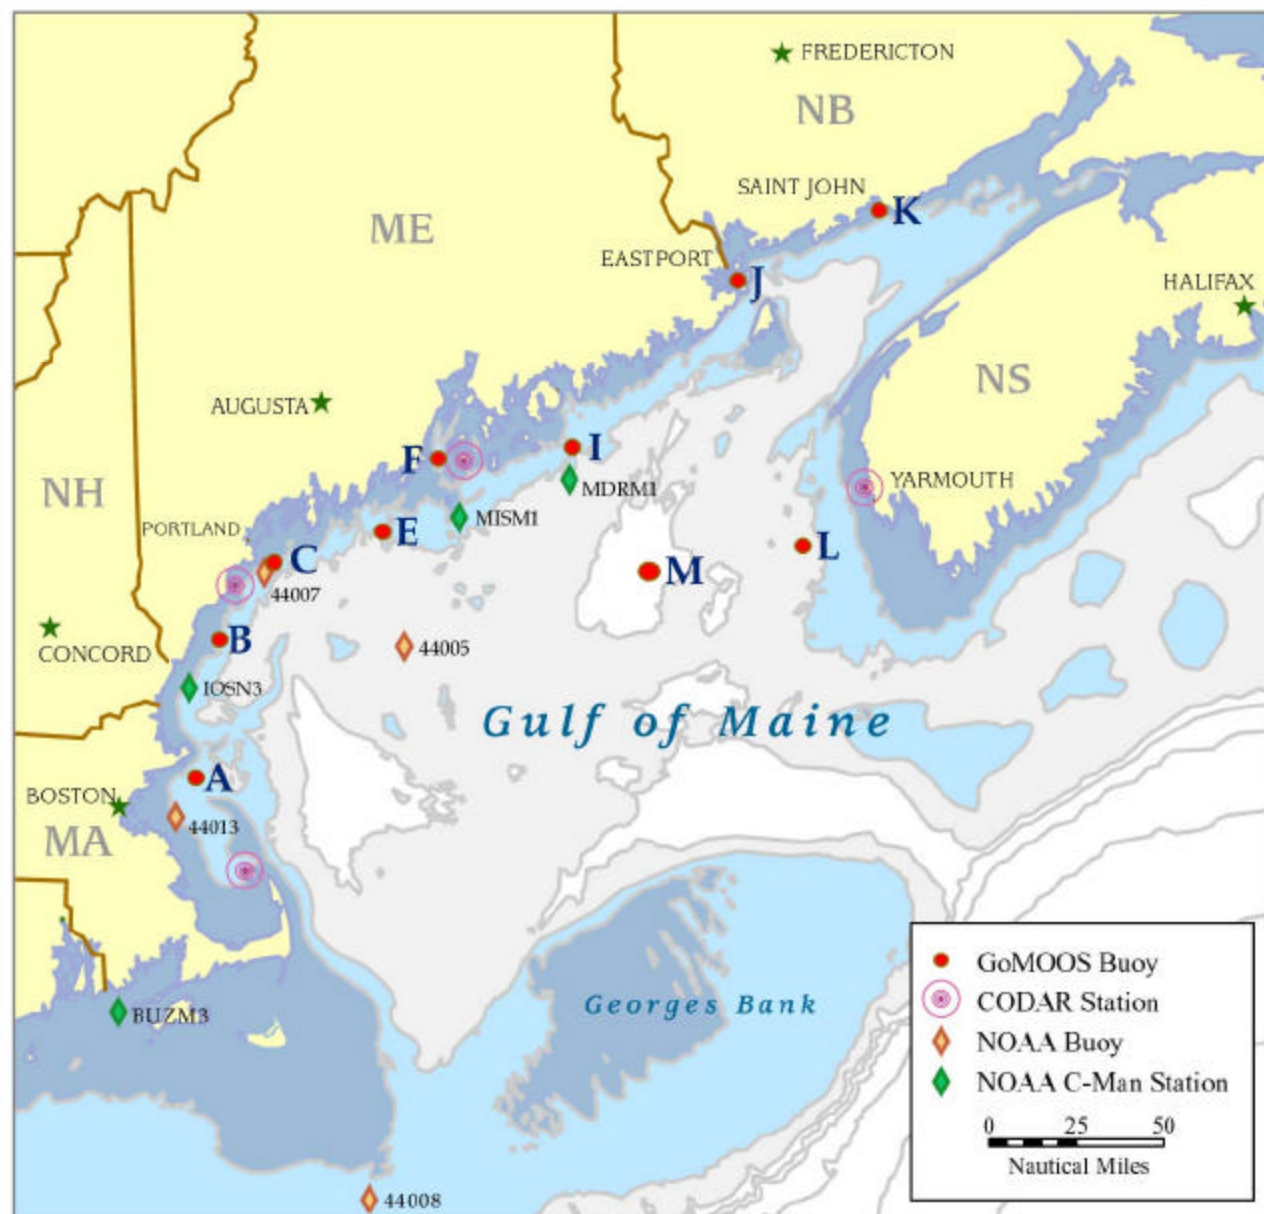 FREDERICTON
NB
SAINT JOHN
K
ME
EASTPORT
J
HALIFAX
NS
AUGUSTA
F
I
MDRM1
YARMOUTH
NH
MISM1
PORTLAND
E
C
L
M
44007
B
44005
CONCORD
IOSN3
Gulf of Maine
A
BOSTON
44013
MA
Georges Bank
BUZM3
44008
GoMOOS Buoy
CODAR Station
NOAA Buoy
NOAA C-Man Station
0 25 50
Nautical Miles